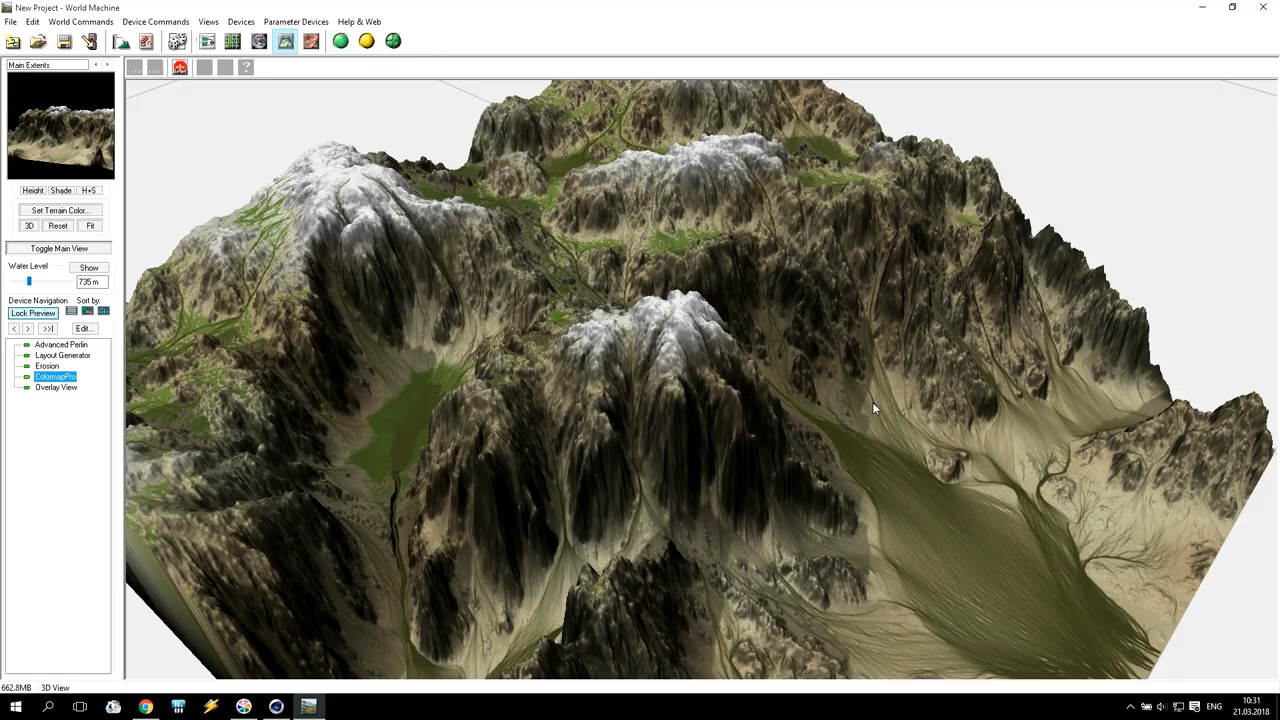 New Project - World Machine
File Edit World Commands Device Commands Views Devices Parameter Devices Help & Web
Main Extents
?
Height Shade H+S
Set Terrain Color...
3D Reset Fit
Toggle Main View
Water Level Show
735 m
Device Navigation Sort by:
Lock Preview
< > >>| Edit...
Advanced Perlin
Layout Generator
Erosion
ColormapPro
Overlay View
662.8MB 3D View
ENG
10:31
21.03.2018